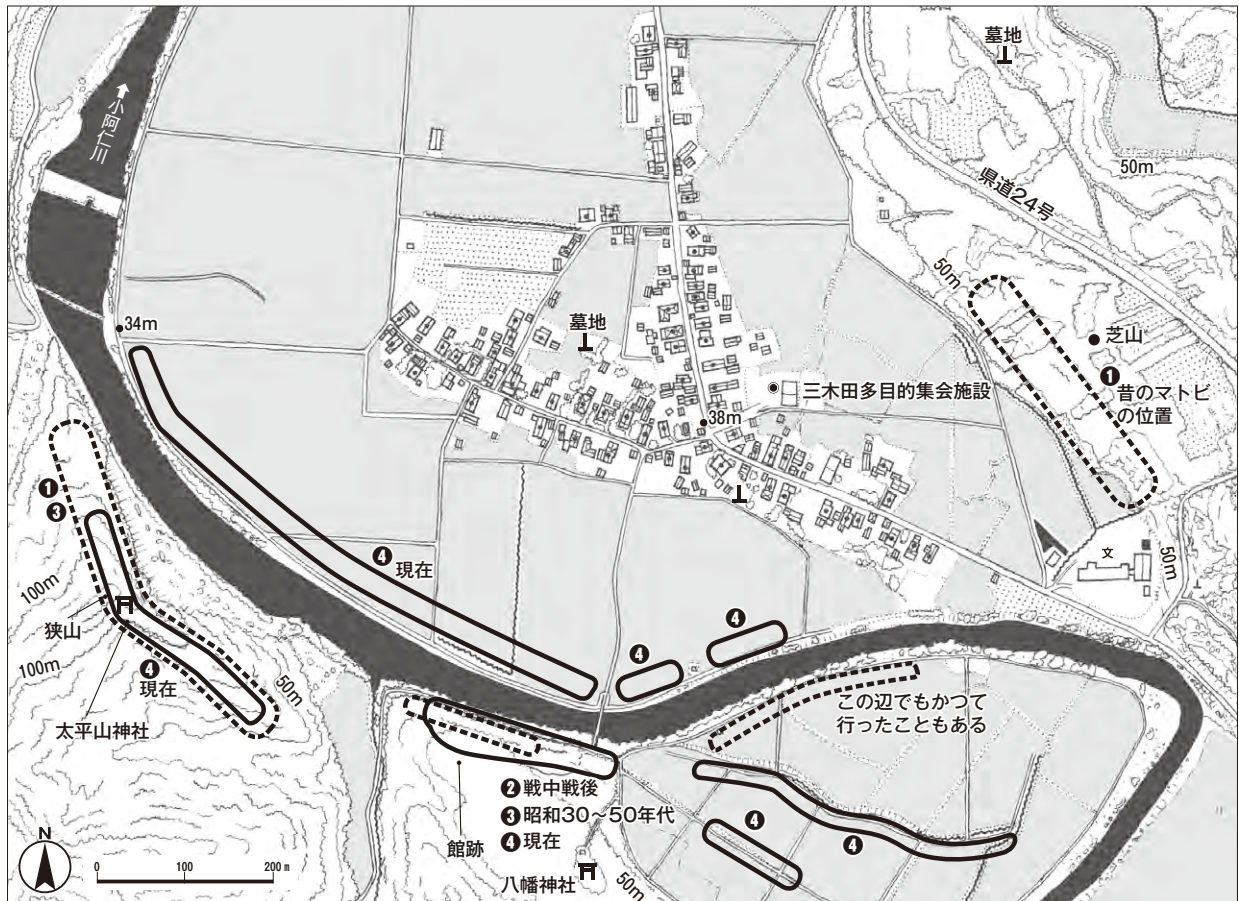 墓地
小阿仁川
50m
県道24号
50m
芝山
❶
昔のマトビ
の位置
墓地
34m
三木田多目的集会施設
38m
❶
❸
❹
現在
文
50m
100m
狭山
100m
❹
現在
50m
太平山神社
❹
❹
この辺でもかつて
行ったこともある
❷戦中戦後
❸昭和30〜50年代
❹現在
館跡
❹
❹
八幡神社
50m
N
0 100 200 m